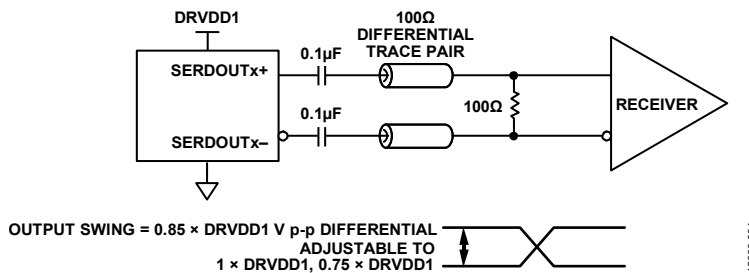 DRVDD1
100Ω
DIFFERENTIAL
TRACE PAIR
0.1µF
SERDOUTx+
0.1µF
100Ω
RECEIVER
SERDOUTx–
OUTPUT SWING = 0.85 × DRVDD1 V p-p DIFFERENTIAL
ADJUSTABLE TO
1 × DRVDD1, 0.75 × DRVDD1